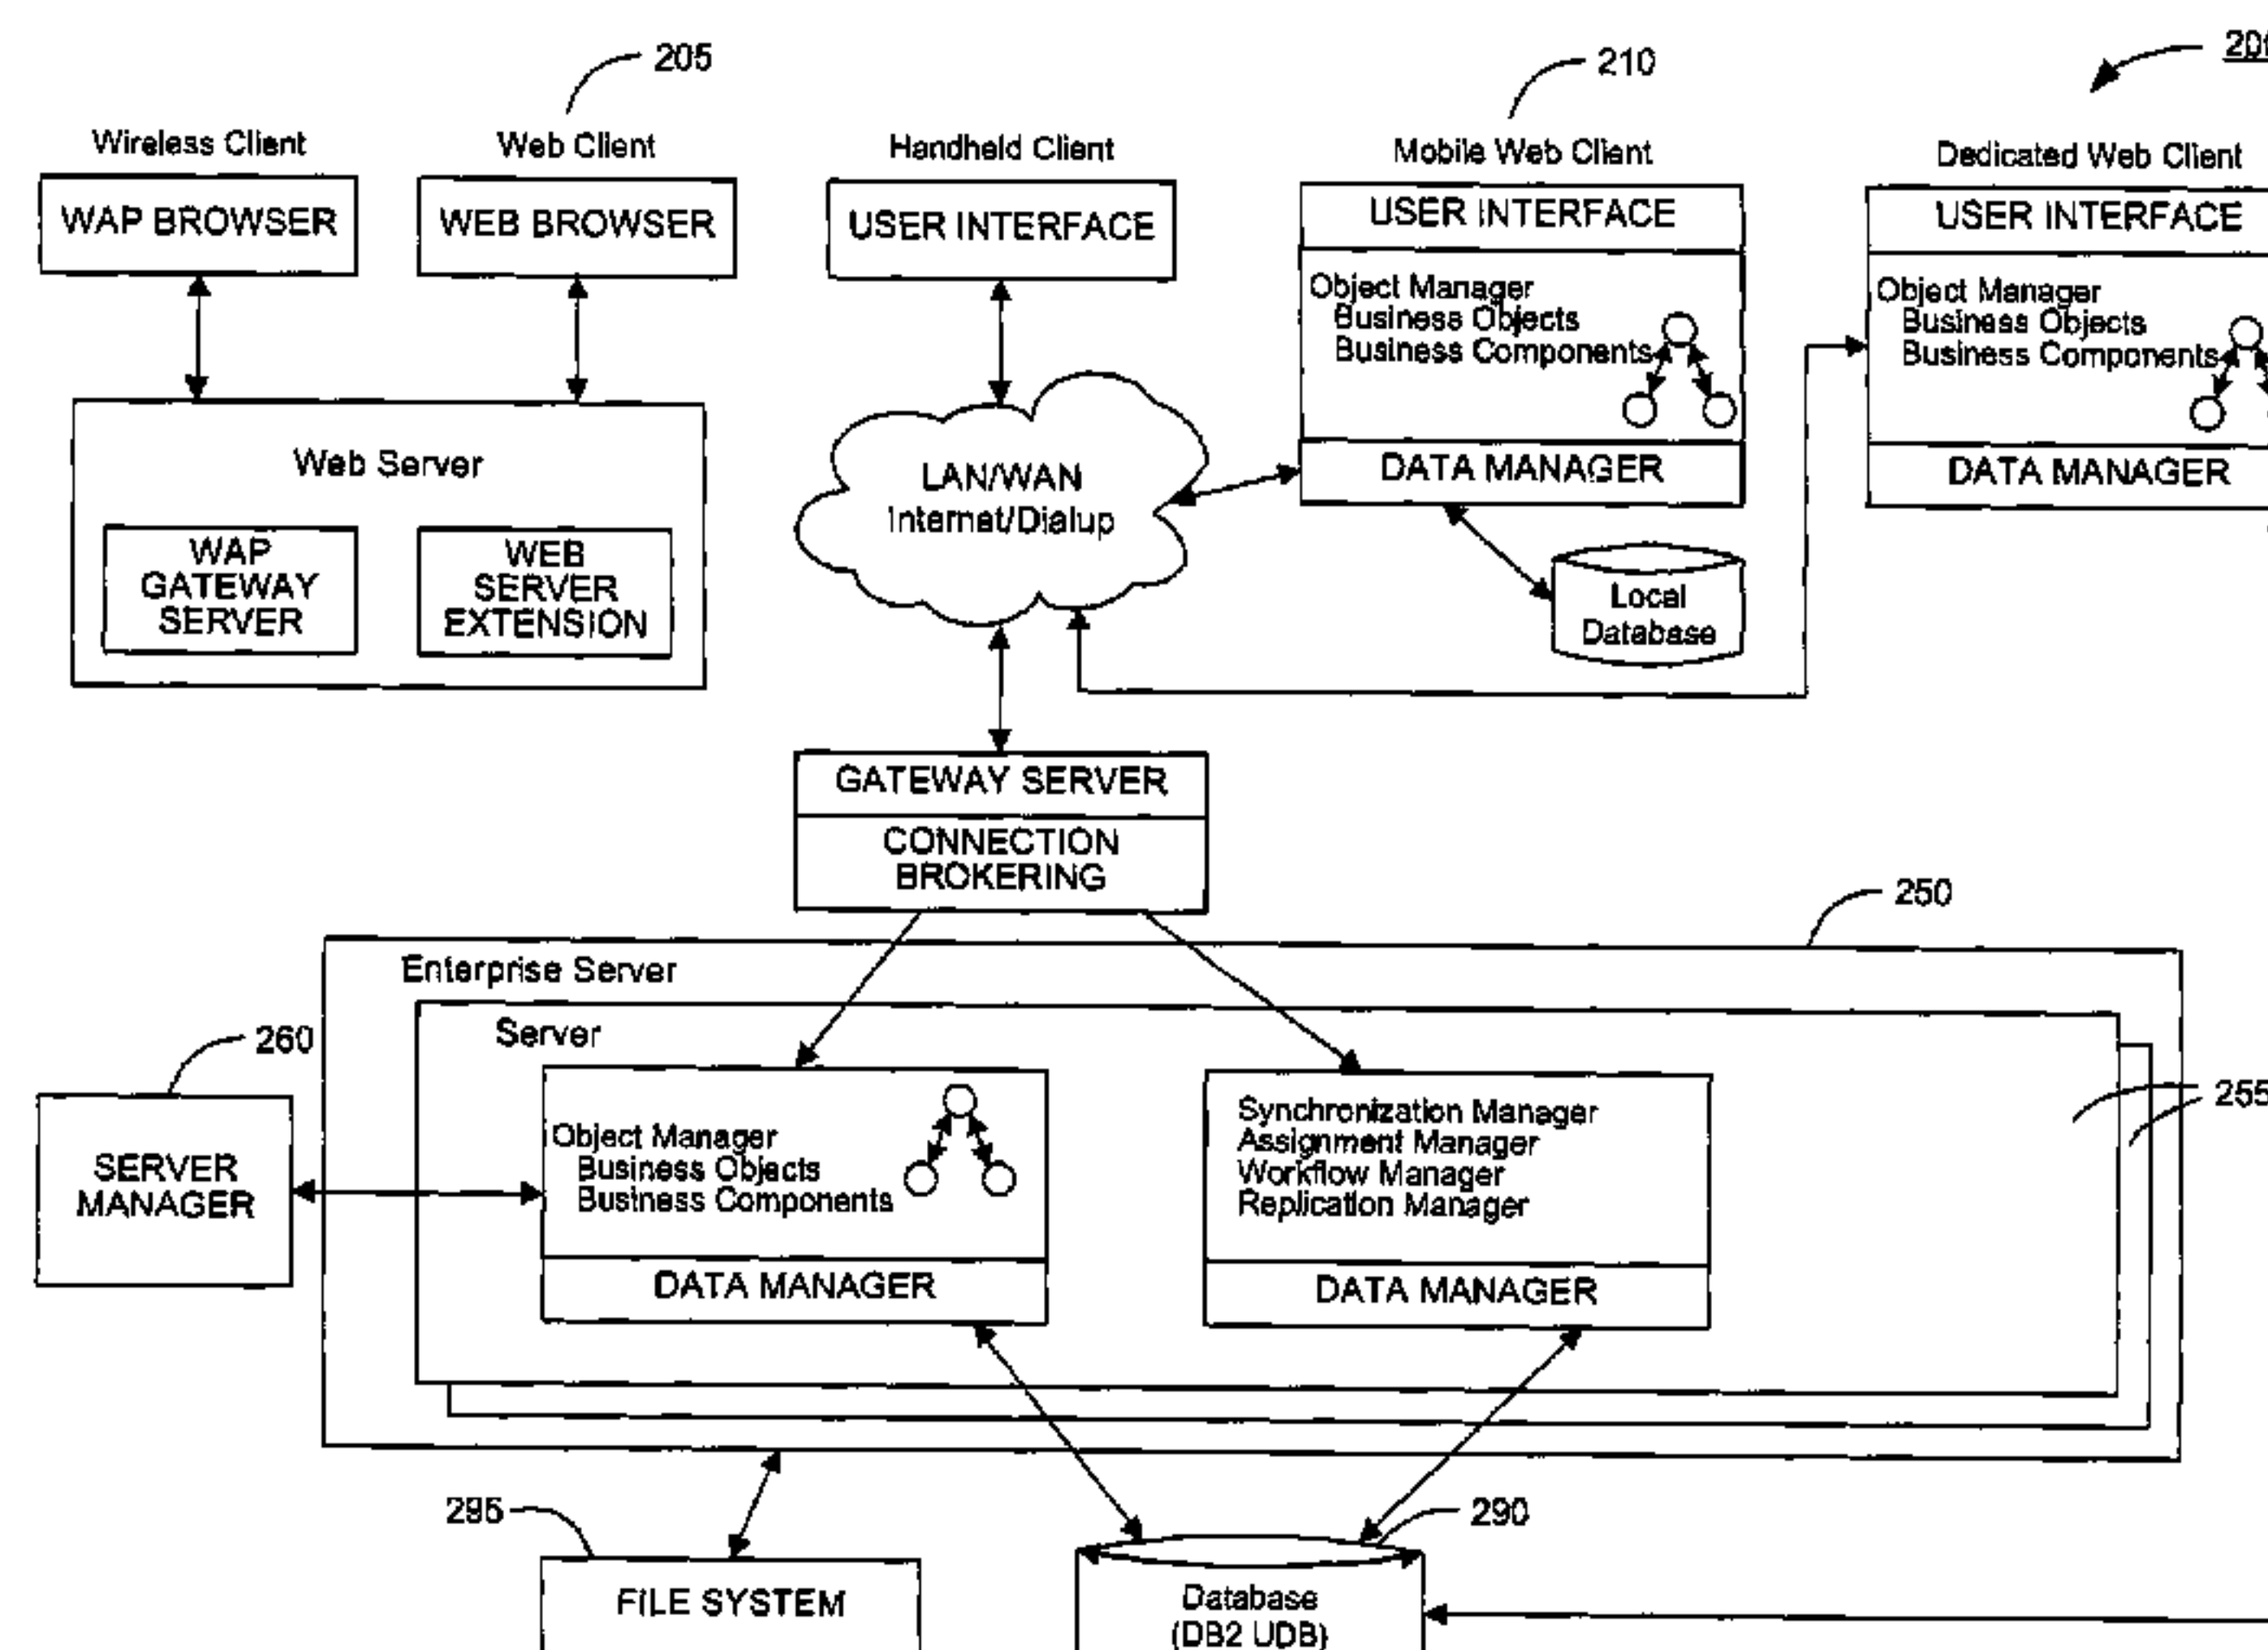 205
210
Wireless Client
Web Client
Handheld Client
Mobile Web Client
Dedicated Web Client
WAP BROWSER
WEB BROWSER
USER INTERFACE
USER INTERFACE
Object Manager
Business Objects
Business Components
DATA MANAGER
USER INTERFACE
Object Manager
Business Objects
Business Components
DATA MANAGER
Web Server
WAP
GATEWAY
SERVER
WEB
SERVER
EXTENSION
LAN/WAN
Internet/Dialup
Local
Database
GATEWAY SERVER
CONNECTION
BROKERING
250
Enterprise Server
Server
260
255
SERVER
MANAGER
Object Manager
Business Objects
Business Components
DATA MANAGER
Synchronization Manager
Assignment Manager
Workflow Manager
Replication Manager
DATA MANAGER
295
290
FILE SYSTEM
Database
(DB2 UDB)